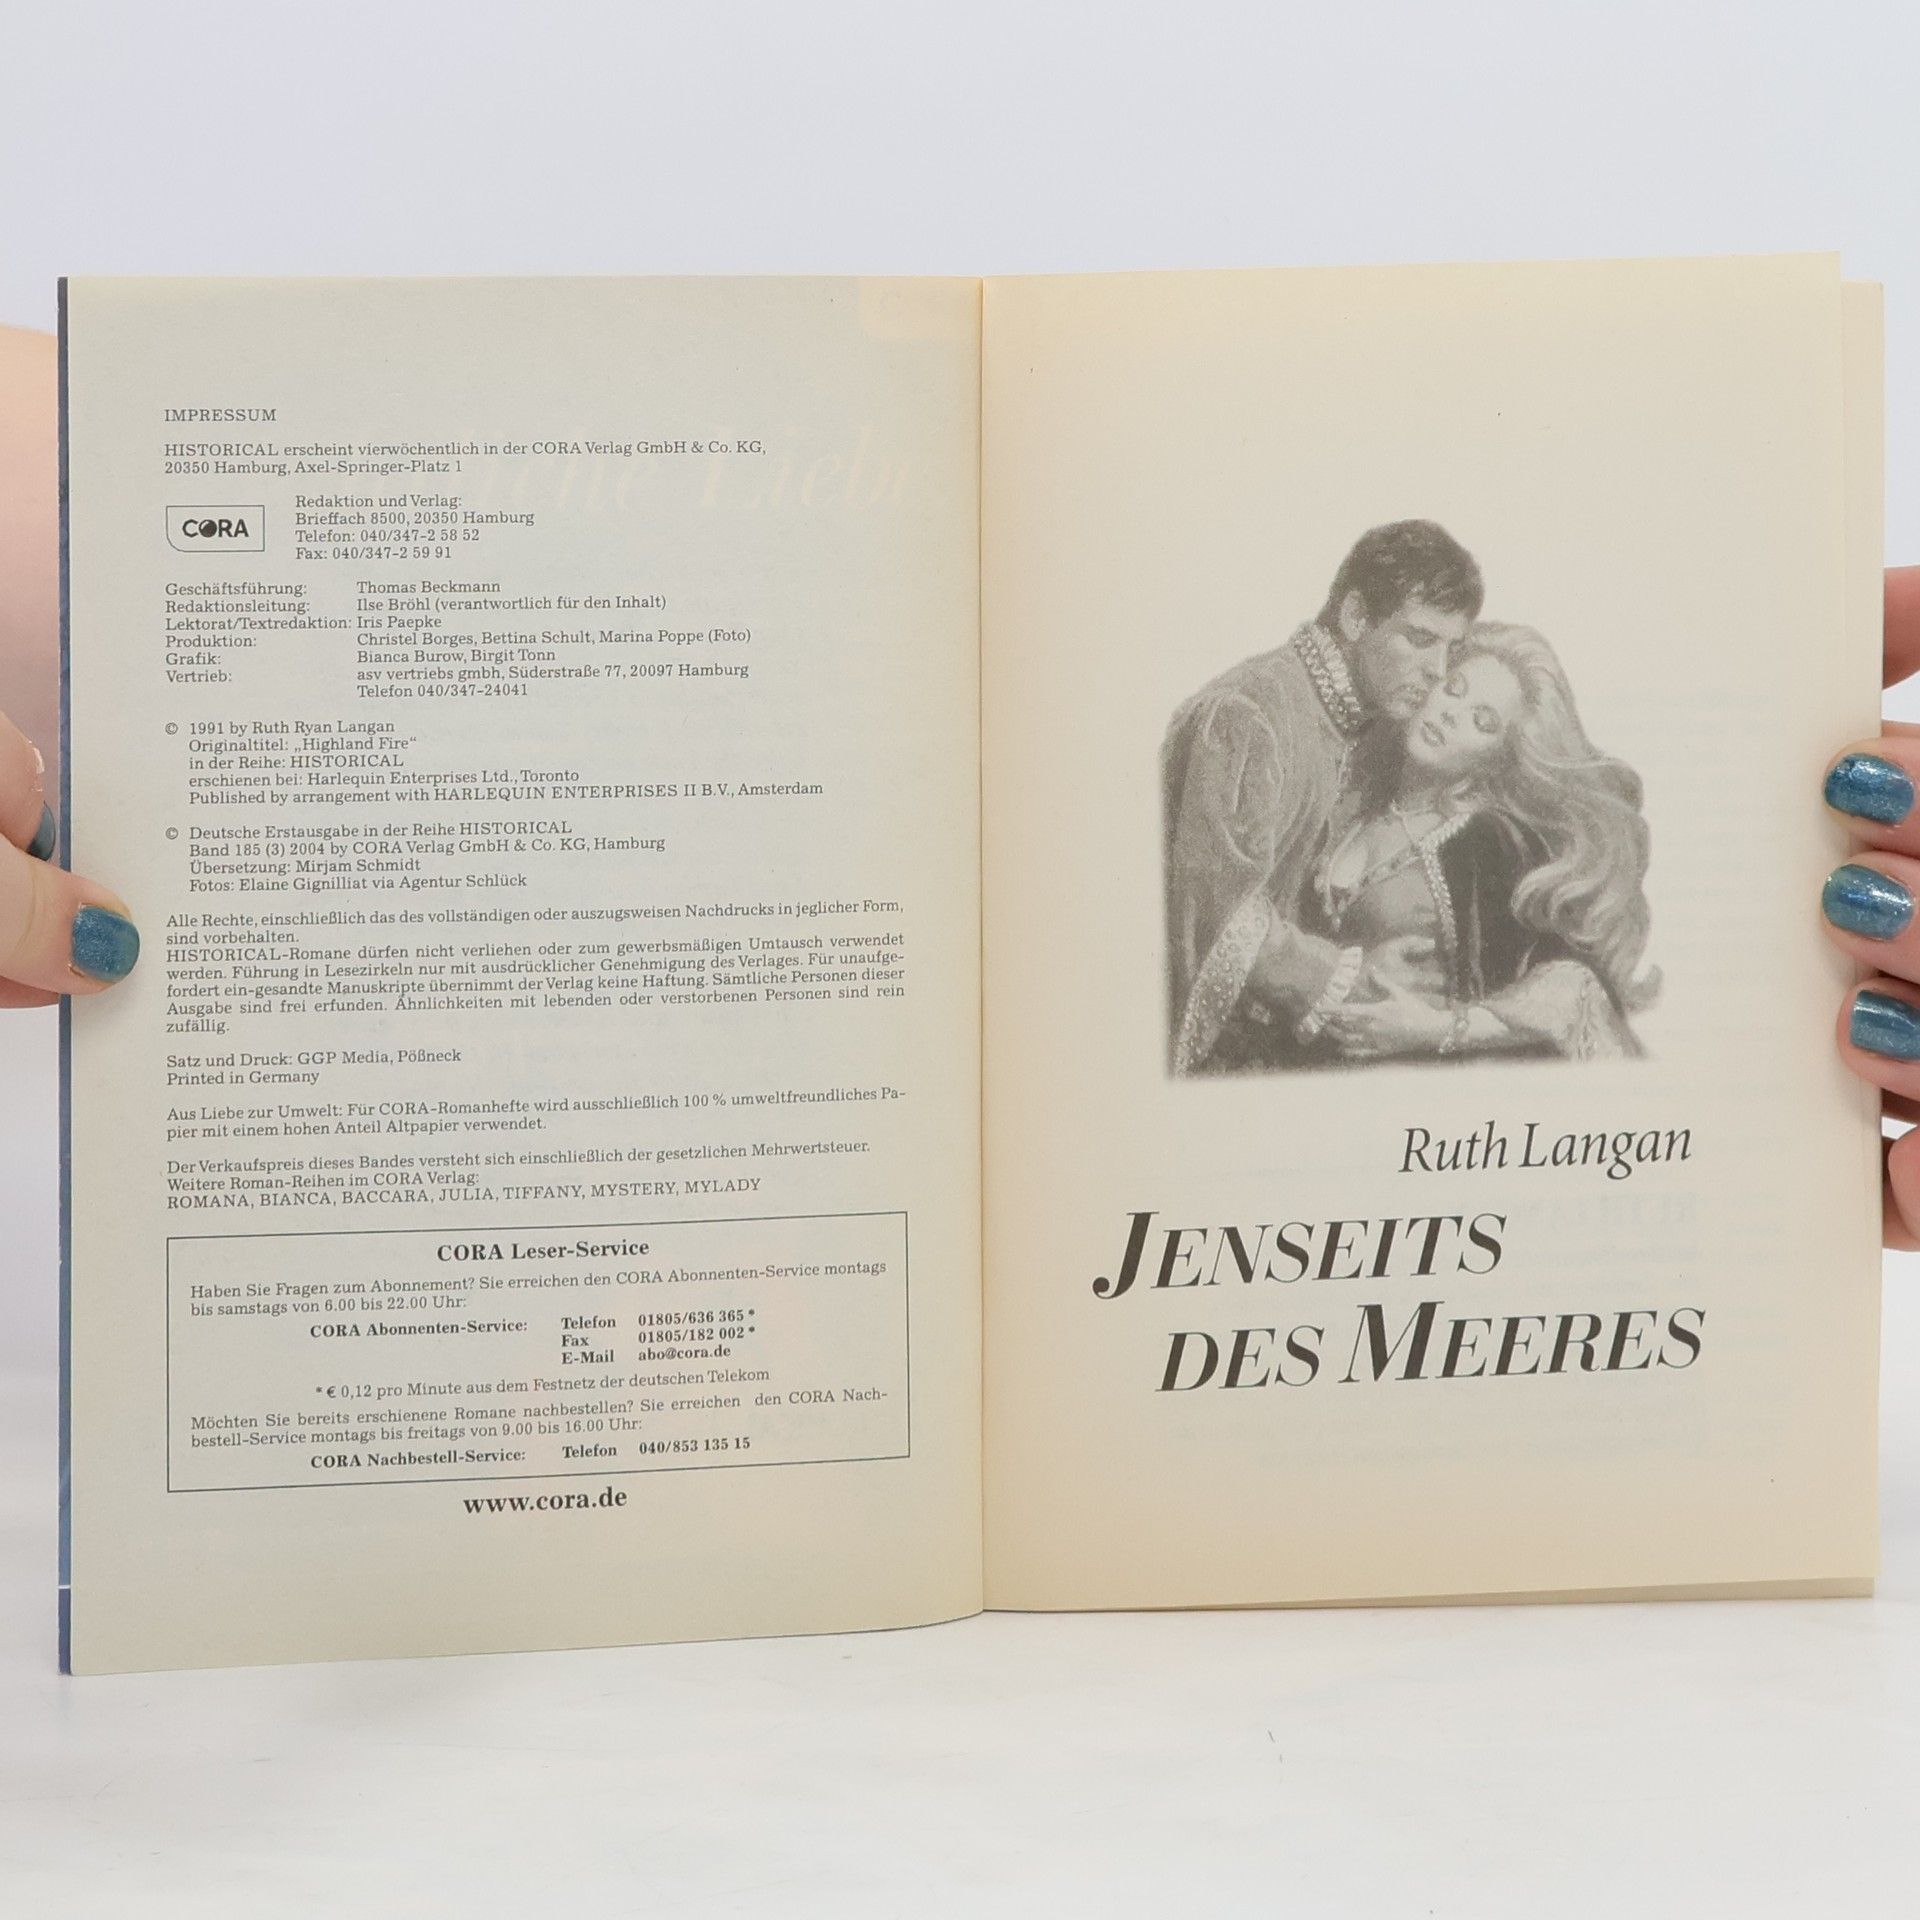 IMPRESSUM
HISTORICAL erscheint vierwöchentlich in der CORA Verlag GmbH & Co. KG,
20350 Hamburg, Axel-Springer-Platz 1
CORA
Redaktion und Verlag:
Brieffach 8500, 20350 Hamburg
Telefon: 040/347-2 58 52
Fax: 040/347-2 59 91
Geschäftsführung: Thomas Beckmann
Redaktionsleitung: Ilse Bröhl (verantwortlich für den Inhalt)
Lektorat/Textredaktion: Iris Paepke
Produktion: Christel Borges, Bettina Schult, Marina Poppe (Foto)
Grafik: Bianca Burow, Birgit Tonn
Vertrieb: asv vertriebs gmbh, Süderstraße 77, 20097 Hamburg
Telefon 040/347-24041
© 1991 by Ruth Ryan Langan
Originaltitel: „Highland Fire“
in der Reihe: HISTORICAL
erschienen bei: Harlequin Enterprises Ltd., Toronto
Published by arrangement with HARLEQUIN ENTERPRISES II B.V., Amsterdam
© Deutsche Erstausgabe in der Reihe HISTORICAL
Band 185 (3) 2004 by CORA Verlag GmbH & Co. KG, Hamburg
Übersetzung: Mirjam Schmidt
Fotos: Elaine Gignilliat via Agentur Schlück
Alle Rechte, einschließlich das des vollständigen oder auszugsweisen Nachdrucks in jeglicher Form,
sind vorbehalten.
HISTORICAL-Romane dürfen nicht verliehen oder zum gewerbsmäßigen Umtausch verwendet
werden. Führung in Lesezirkeln nur mit ausdrücklicher Genehmigung des Verlages. Für unaufge-
fordert ein-gesandte Manuskripte übernimmt der Verlag keine Haftung. Sämtliche Personen dieser
Ausgabe sind frei erfunden. Ähnlichkeiten mit lebenden oder verstorbenen Personen sind rein
zufällig.
Satz und Druck: GGP Media, Pößneck
Printed in Germany
Aus Liebe zur Umwelt: Für CORA-Romanhefte wird ausschließlich 100 % umweltfreundliches Pa-
pier mit einem hohen Anteil Altpapier verwendet.
Der Verkaufspreis dieses Bandes versteht sich einschließlich der gesetzlichen Mehrwertsteuer.
Weitere Roman-Reihen im CORA Verlag:
ROMANA, BIANCA, BACCARA, JULIA, TIFFANY, MYSTERY, MYLADY
CORA Leser-Service
Haben Sie Fragen zum Abonnement? Sie erreichen den CORA Abonnenten-Service montags
bis samstags von 6.00 bis 22.00 Uhr:
CORA Abonnenten-Service: Telefon 01805/636 365 *
Fax 01805/182 002 *
E-Mail abo@cora.de
* € 0,12 pro Minute aus dem Festnetz der deutschen Telekom
Möchten Sie bereits erschienene Romane nachbestellen? Sie erreichen den CORA Nach-
bestell-Service montags bis freitags von 9.00 bis 16.00 Uhr:
CORA Nachbestell-Service: Telefon 040/853 135 15
www.cora.de
Ruth Langan
JENSEITS
DES MEERES